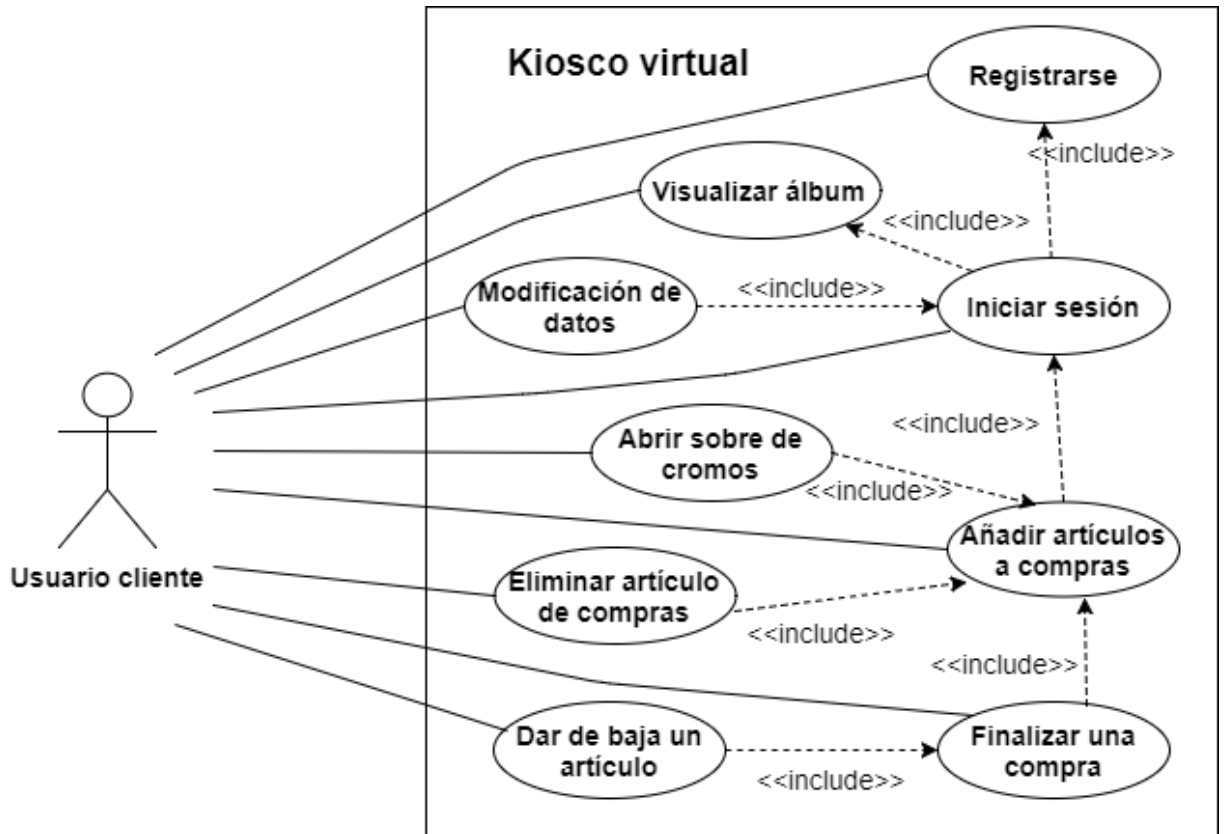 Kiosco virtual
Registrarse
<<include>>
Visualizar álbum
<<include>>
Modificación de
datos
<<include>>
Iniciar sesión
<<include>>
Abrir sobre de
cromos
<<include>>
Añadir artículos
a compras
Usuario cliente
Eliminar artículo
de compras
<<include>>
<<include>>
Dar de baja un
artículo
<<include>>
Finalizar una
compra